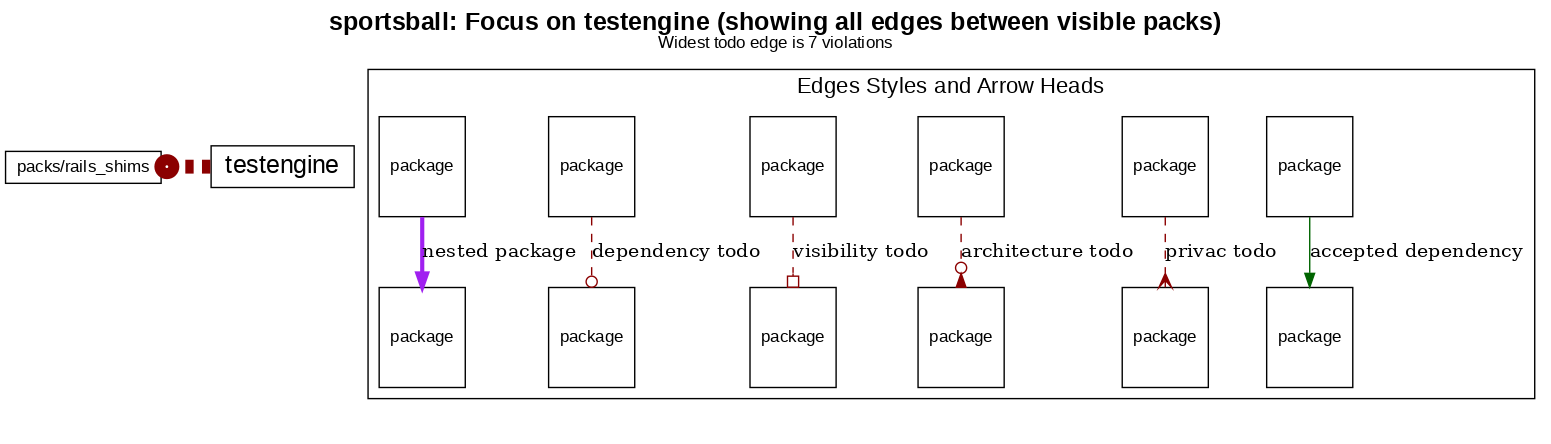 sportsball: Focus on testengine (showing all edges between visible packs)
Widest todo edge is 7 violations
Edges Styles and Arrow Heads
packs/rails_shims
testengine
package
package
package
package
package
package
nested package
dependency todo
visibility todo
architecture todo
privac todo
accepted dependency
package
package
package
package
package
package